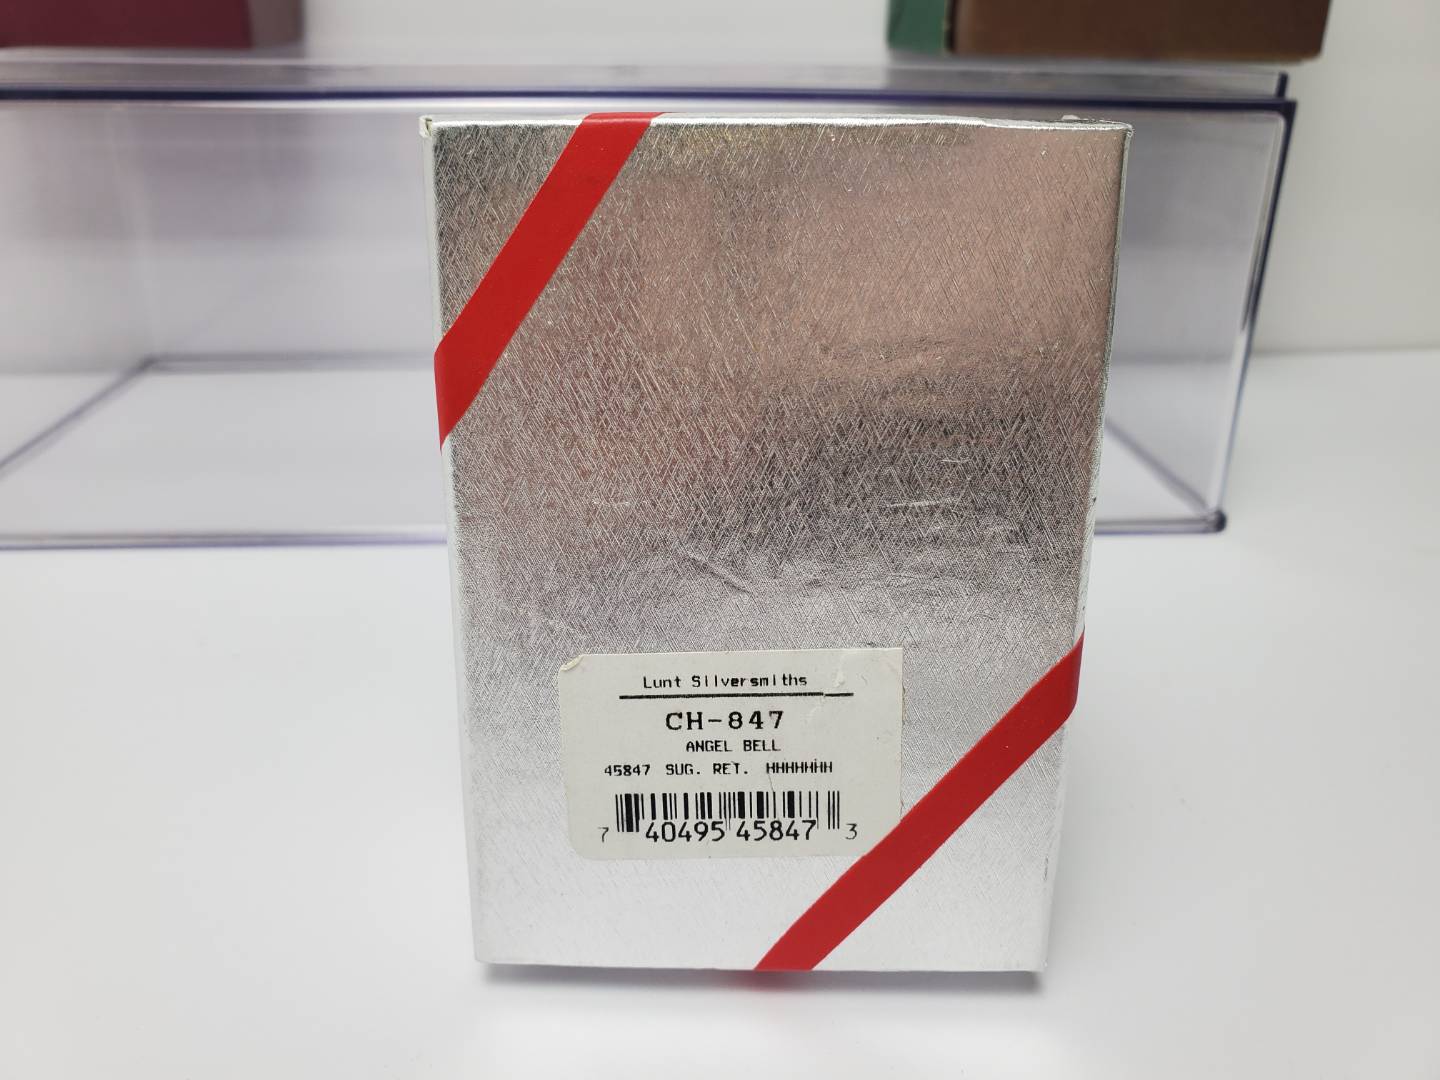 Lunt Silversmiths
CH-847
ANGEL BELL
45847 SUG. RET. HHHHHHH
7 40495 45847 3